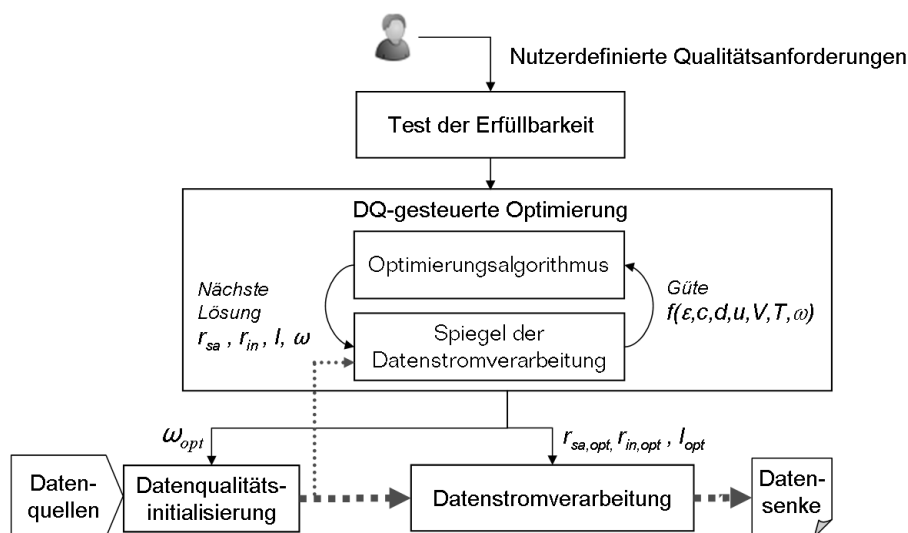 Nutzerdefinierte Qualitätsanforderungen
Test der Erfüllbarkeit
DQ-gesteuerte Optimierung
Optimierungsalgorithmus
Nächste
Lösung
r_sa , r_in , l, ω
Güte
f(ε,c,d,u,V,T,ω)
Spiegel der
Datenstromverarbeitung
ω_opt
r_sa,opt, r_in,opt , l_opt
Daten-
quellen
Datenqualitäts-
initialisierung
Datenstromverarbeitung
Daten-
senke